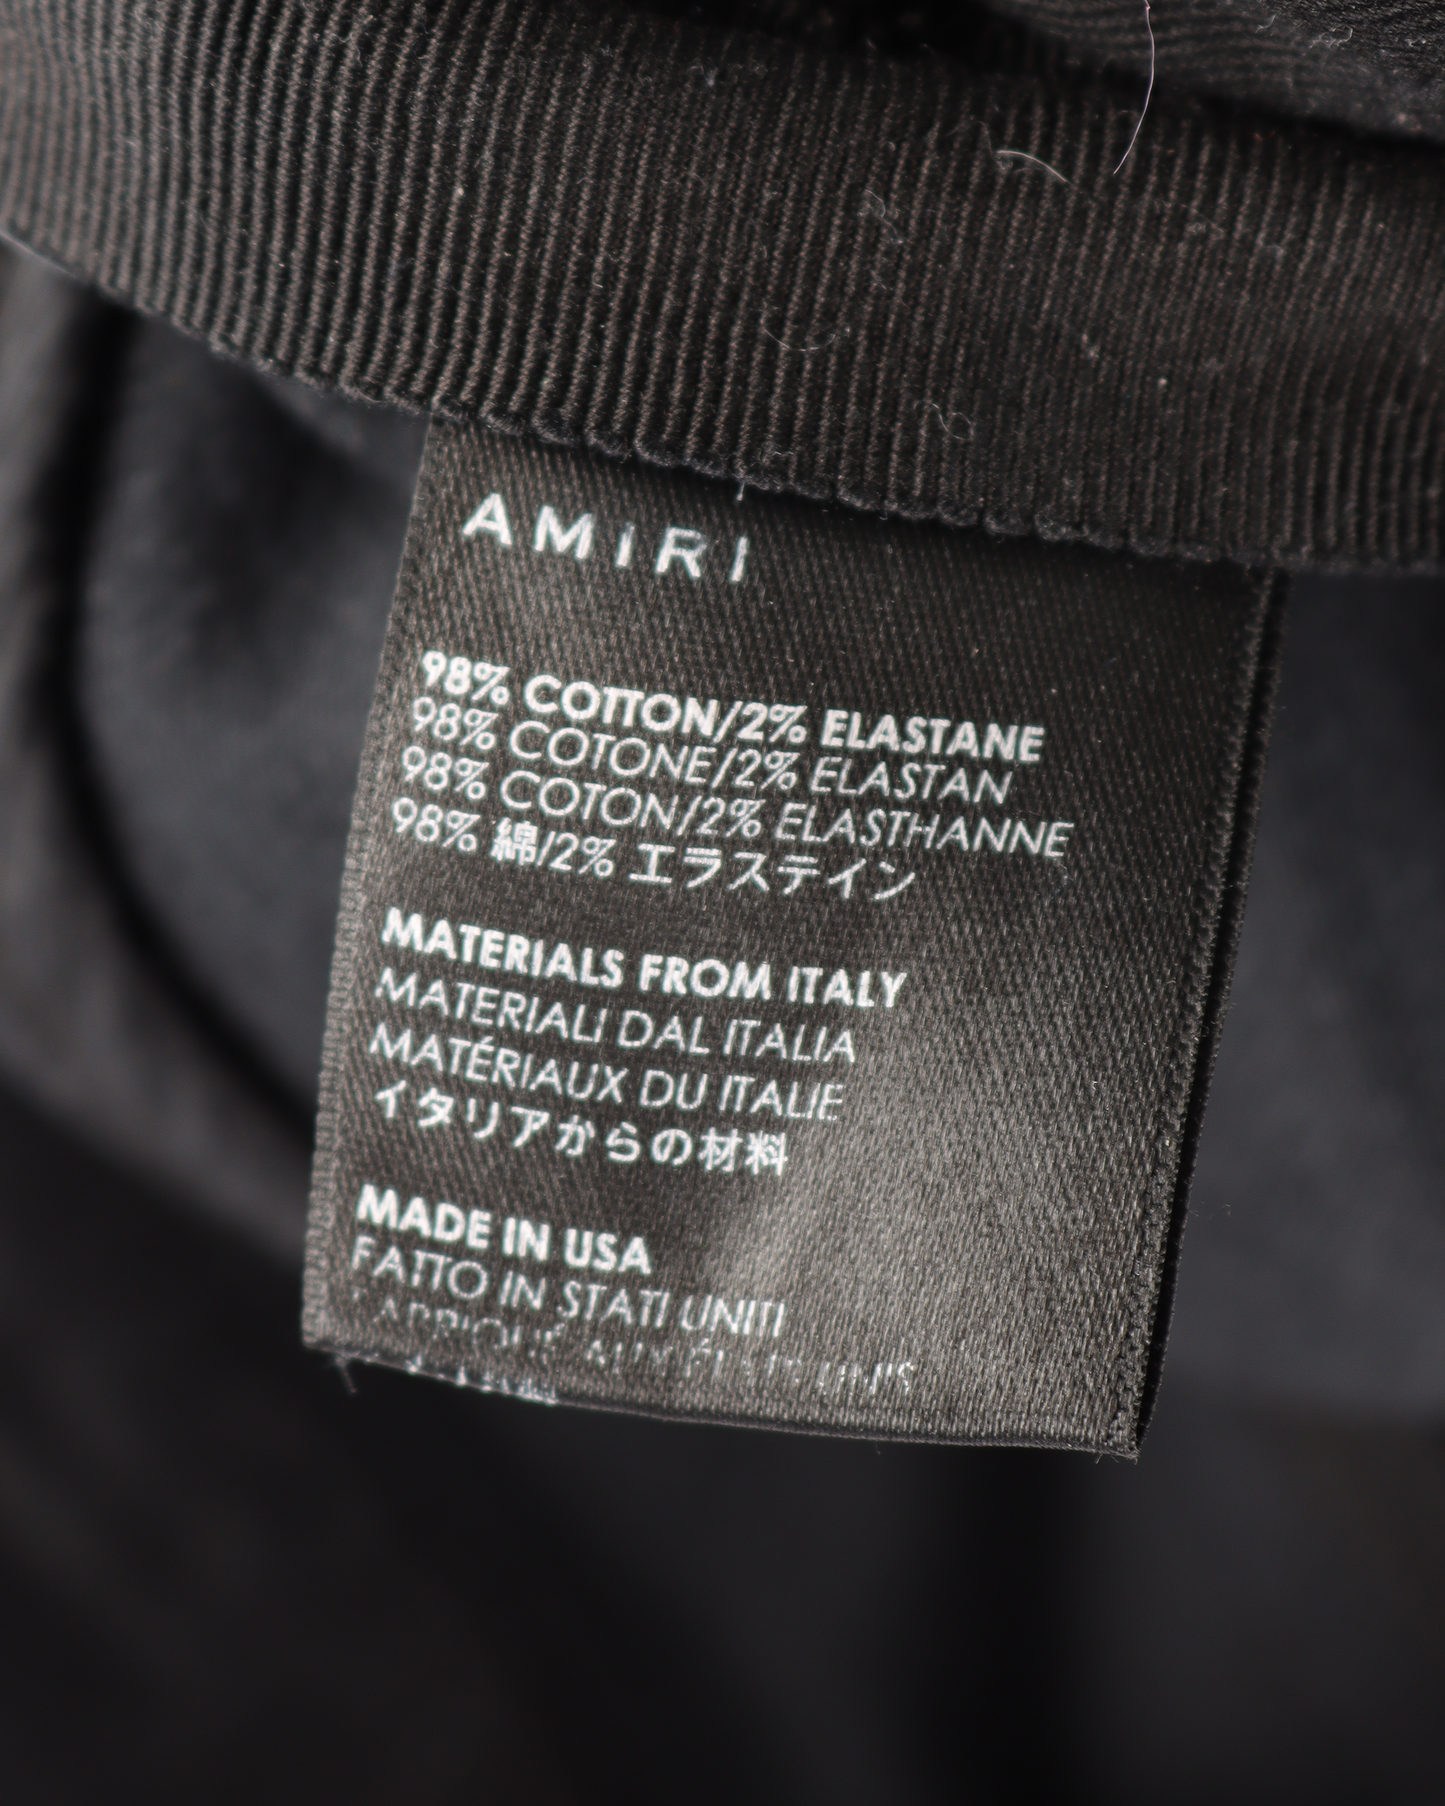 AMIRI
98% COTTON/2% ELASTANE
98% COTONE/2% ELASTAN
98% COTON/2% ELASTHANNE
98% 綿/2% エラステイン
MATERIALS FROM ITALY
MATERIALI DAL ITALIA
MATÉRIAUX DU ITALIE
イタリアからの材料
MADE IN USA
FATTO IN STATI UNITI